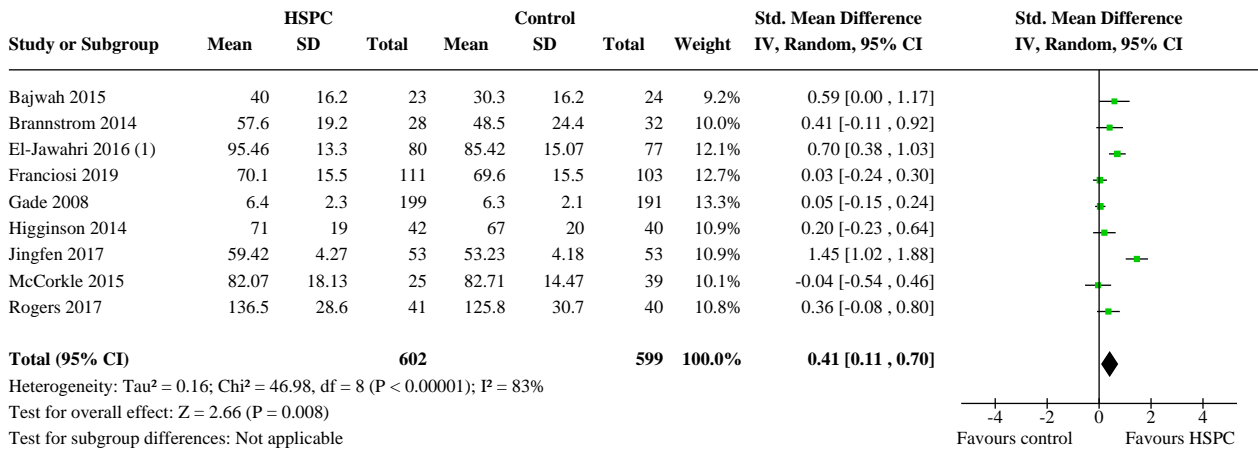 HSPC Control Std. Mean Difference Std. Mean Difference
Study or Subgroup Mean SD Total Mean SD Total Weight IV, Random, 95% CI IV, Random, 95% CI
Bajwah 2015 40 16.2 23 30.3 16.2 24 9.2% 0.59 [0.00 , 1.17]
Brannstrom 2014 57.6 19.2 28 48.5 24.4 32 10.0% 0.41 [-0.11 , 0.92]
El-Jawahri 2016 (1) 95.46 13.3 80 85.42 15.07 77 12.1% 0.70 [0.38 , 1.03]
Franciosi 2019 70.1 15.5 111 69.6 15.5 103 12.7% 0.03 [-0.24 , 0.30]
Gade 2008 6.4 2.3 199 6.3 2.1 191 13.3% 0.05 [-0.15 , 0.24]
Higginson 2014 71 19 42 67 20 40 10.9% 0.20 [-0.23 , 0.64]
Jingfen 2017 59.42 4.27 53 53.23 4.18 53 10.9% 1.45 [1.02 , 1.88]
McCorkle 2015 82.07 18.13 25 82.71 14.47 39 10.1% -0.04 [-0.54 , 0.46]
Rogers 2017 136.5 28.6 41 125.8 30.7 40 10.8% 0.36 [-0.08 , 0.80]
Total (95% CI) 602 599 100.0% 0.41 [0.11 , 0.70]
Heterogeneity: Tau² = 0.16; Chi² = 46.98, df = 8 (P < 0.00001); I² = 83%
Test for overall effect: Z = 2.66 (P = 0.008)
Test for subgroup differences: Not applicable
-4 -2 0 2 4
Favours control Favours HSPC